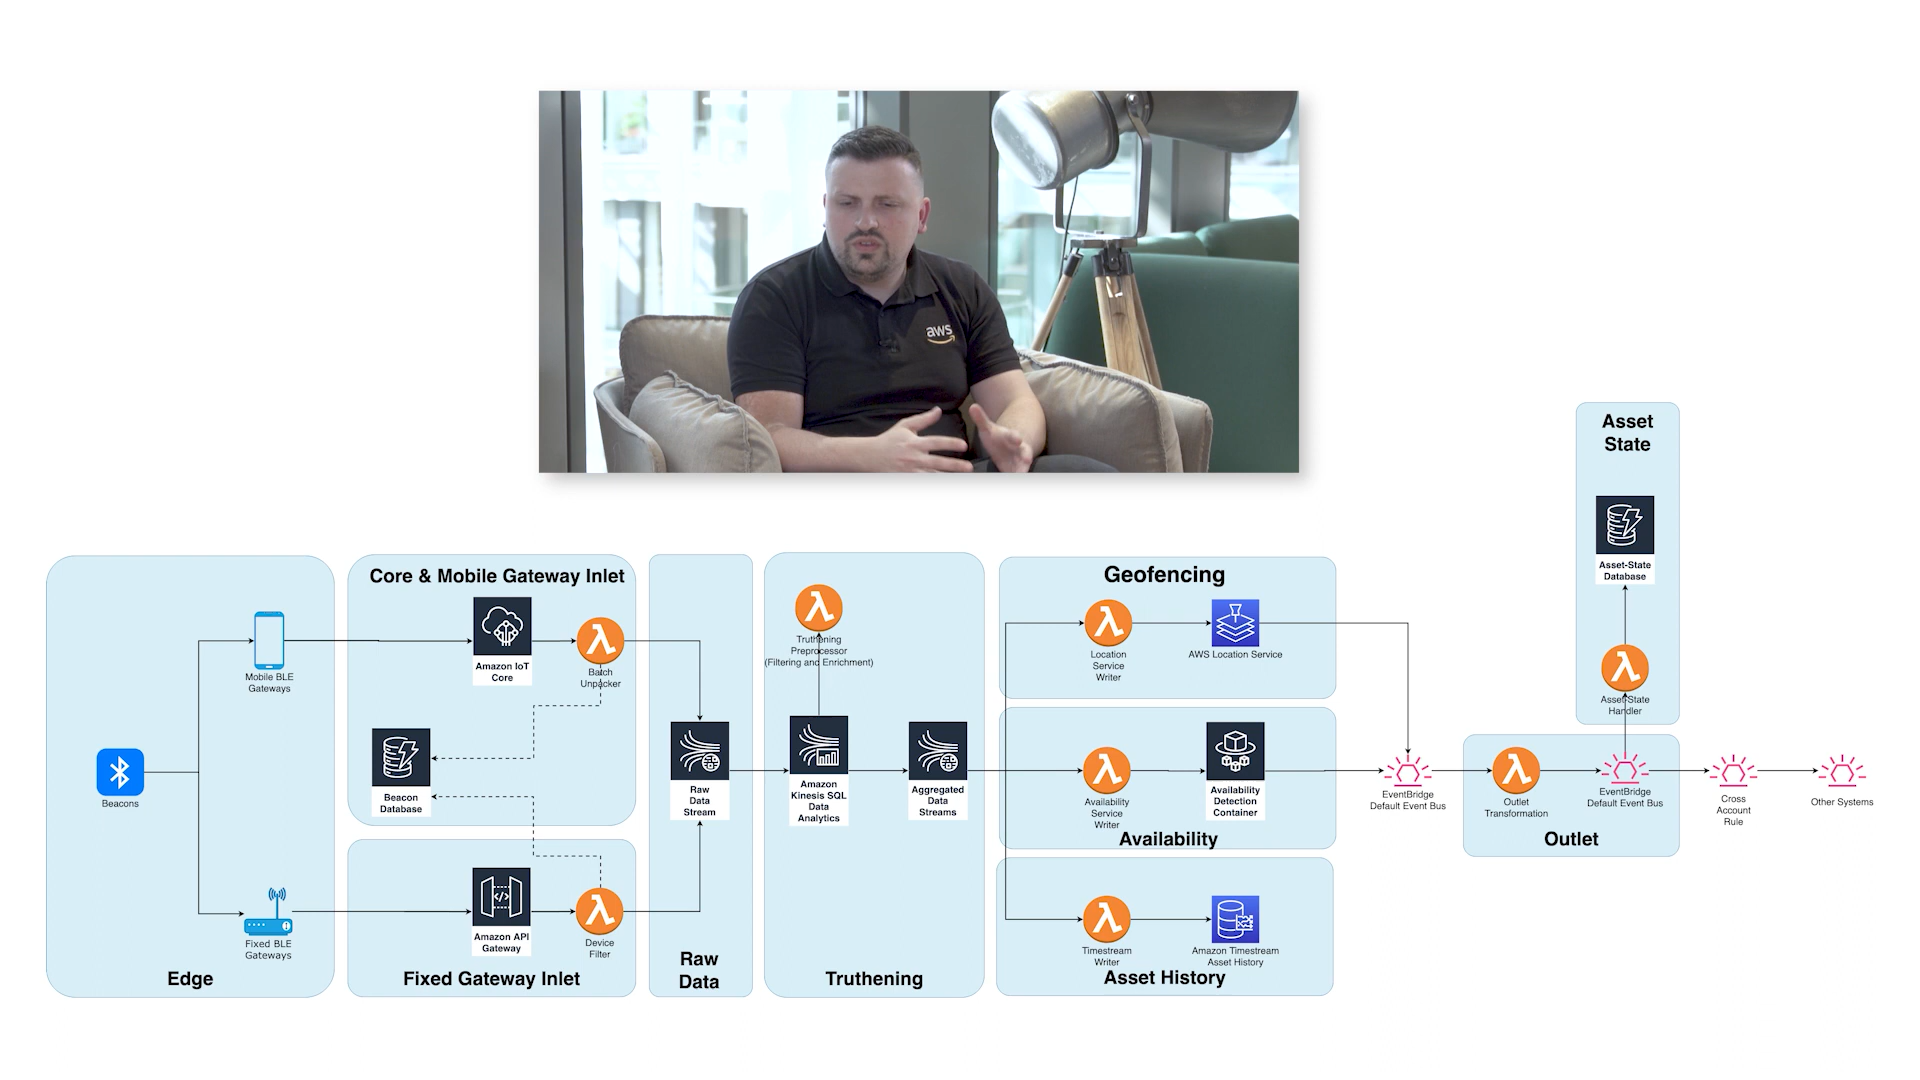 aws
Asset
State
Asset-State
Database
Asset-State
Handler
Core & Mobile Gateway Inlet
Amazon IoT
Core
Batch
Unpacker
Mobile BLE
Gateways
Beacons
Fixed BLE
Gateways
Edge
Beacon
Database
Amazon API
Gateway
Device
Filter
Fixed Gateway Inlet
Raw
Data
Stream
Raw
Data
Truthening
Preprocessor
(Filtering and Enrichment)
Amazon
Kinesis SQL
Data
Analytics
Aggregated
Data
Streams
Truthening
Geofencing
Location
Service
Writer
AWS Location Service
Availability
Service
Writer
Availability
Detection
Container
Availability
Timestream
Writer
Amazon Timestream
Asset History
Asset History
EventBridge
Default Event Bus
Outlet
Transformation
EventBridge
Default Event Bus
Outlet
Cross
Account
Rule
Other Systems